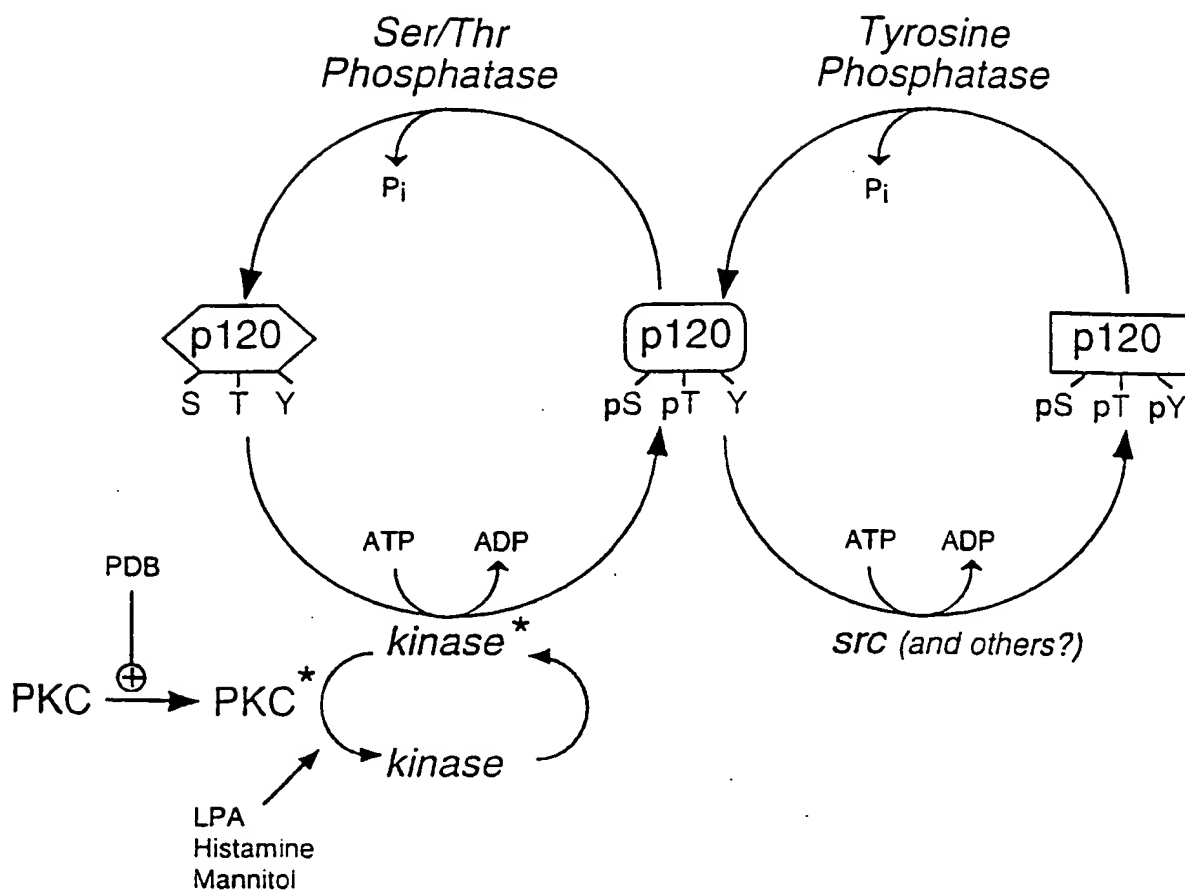 Ser/Thr
Phosphatase
Tyrosine
Phosphatase
Pi
Pi
p120
S T Y
p120
pS pT Y
p120
pS pT pY
ATP ADP
ATP ADP
PDB
kinase*
src (and others?)
+
PKC
PKC*
kinase
LPA
Histamine
Mannitol